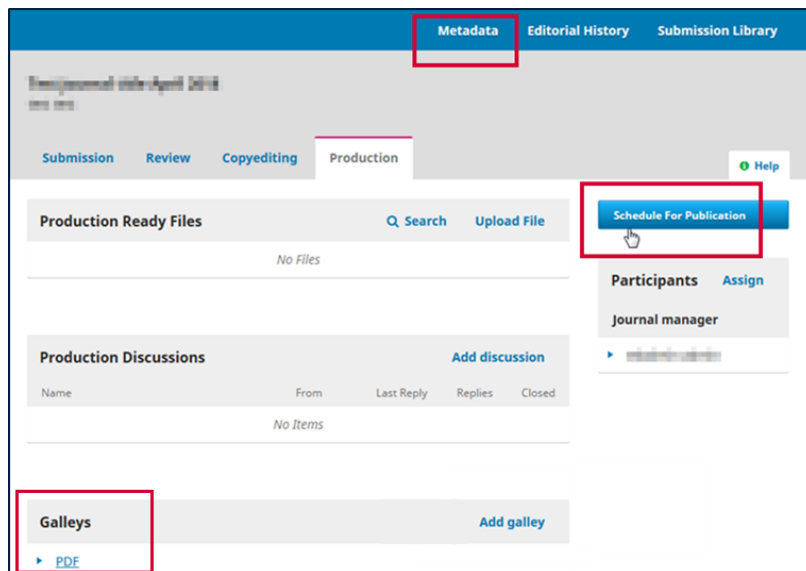 Metadata Editorial History Submission Library
Submission Review Copyediting Production
Help
Production Ready Files Search Upload File
Schedule For Publication
No Files
Participants Assign
Journal manager
Production Discussions Add discussion
Name From Last Reply Replies Closed
No Items
Galleys Add galley
PDF